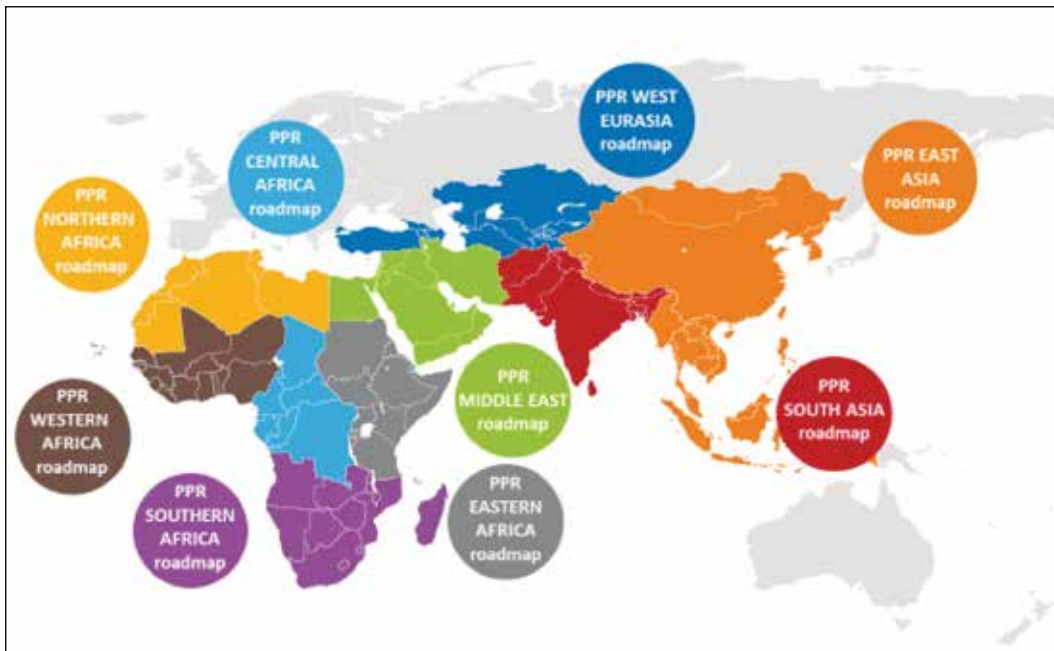 PPR WEST
EURASIA
roadmap
PPR
CENTRAL
AFRICA
roadmap
PPR EAST
ASIA
roadmap
PPR
NORTHERN
AFRICA
roadmap
PPR
MIDDLE EAST
roadmap
PPR
SOUTH ASIA
roadmap
PPR
WESTERN
AFRICA
roadmap
PPR
SOUTHERN
AFRICA
roadmap
PPR
EASTERN
AFRICA
roadmap